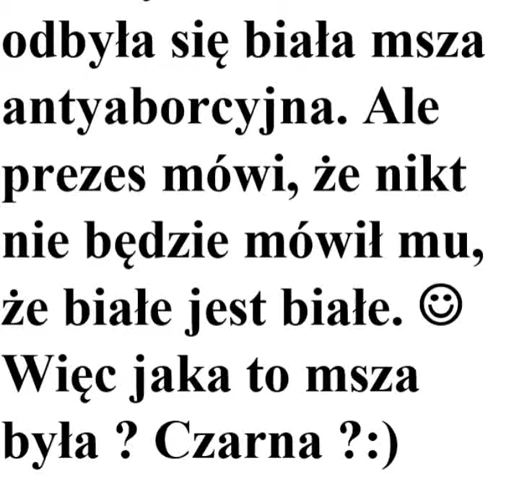 odbyła się biała msza
antyaborcyjna. Ale
prezes mówi, że nikt
nie będzie mówił mu,
że białe jest białe. ☺
Więc jaka to msza
była ? Czarna ?:)